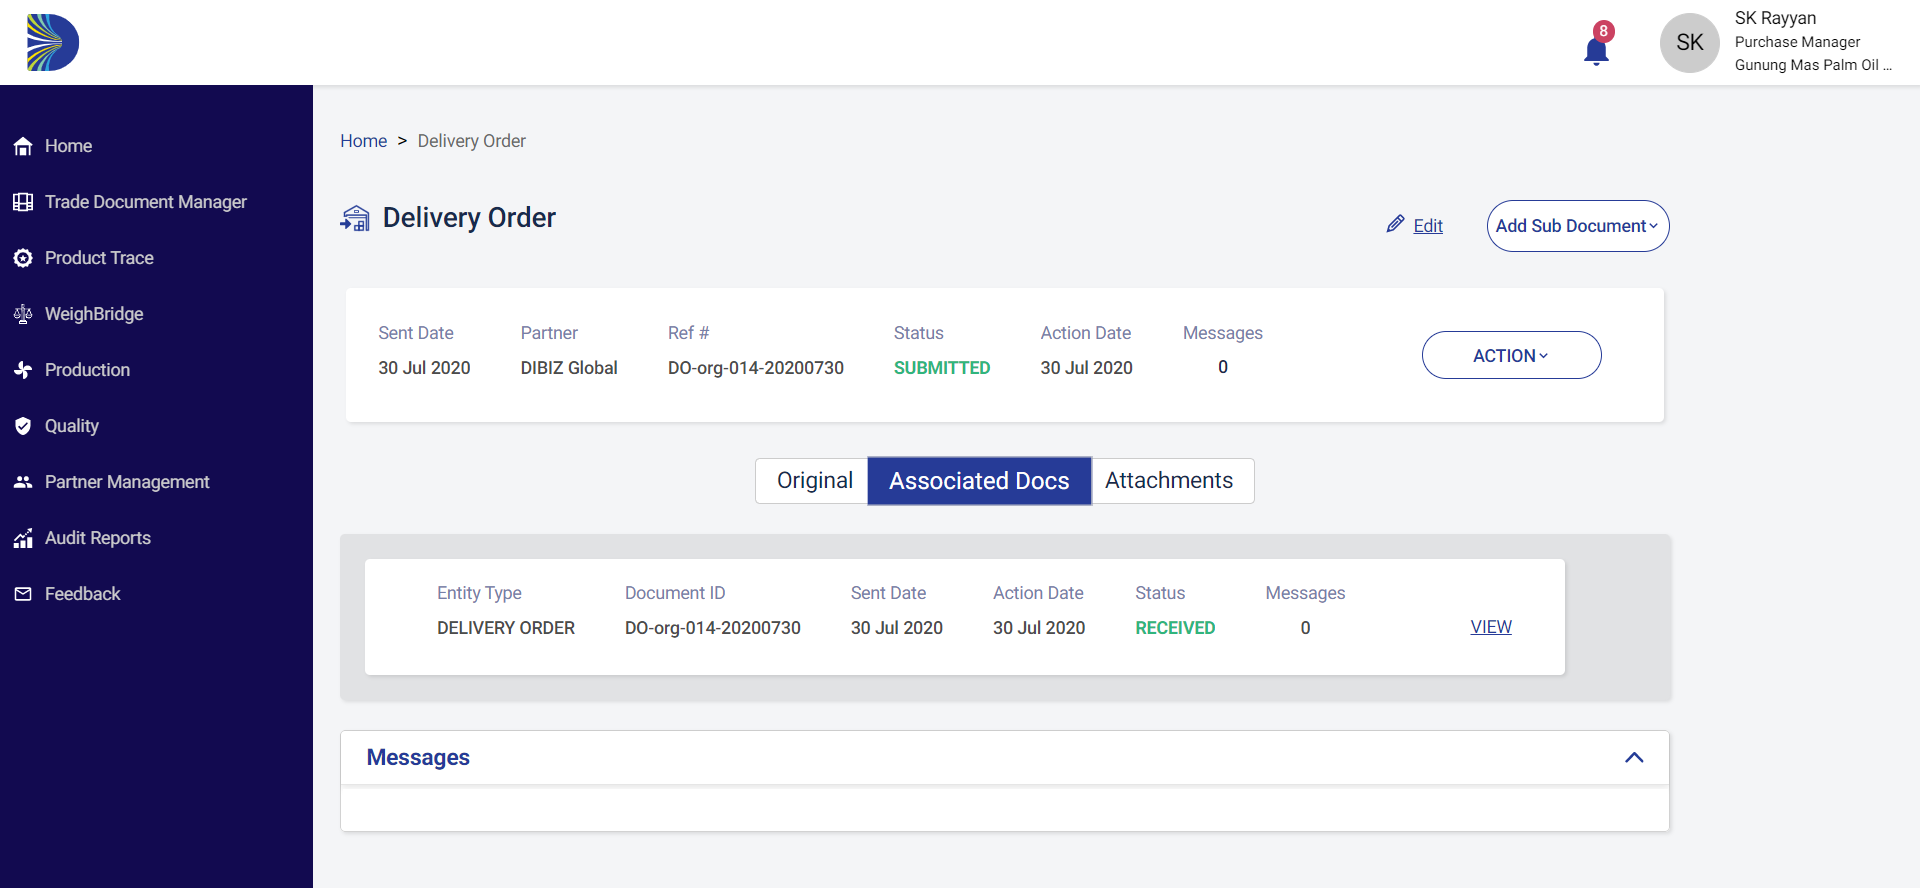 8
SK
SK Rayyan
Purchase Manager
Gunung Mas Palm Oil ...
Home
Trade Document Manager
Product Trace
WeighBridge
Production
Quality
Partner Management
Audit Reports
Feedback
Home > Delivery Order
Delivery Order
Edit
Add Sub Document
Sent Date Partner Ref # Status Action Date Messages
30 Jul 2020 DIBIZ Global DO-org-014-20200730 SUBMITTED 30 Jul 2020 0
ACTION
Original Associated Docs Attachments
Entity Type Document ID Sent Date Action Date Status Messages
DELIVERY ORDER DO-org-014-20200730 30 Jul 2020 30 Jul 2020 RECEIVED 0 VIEW
Messages